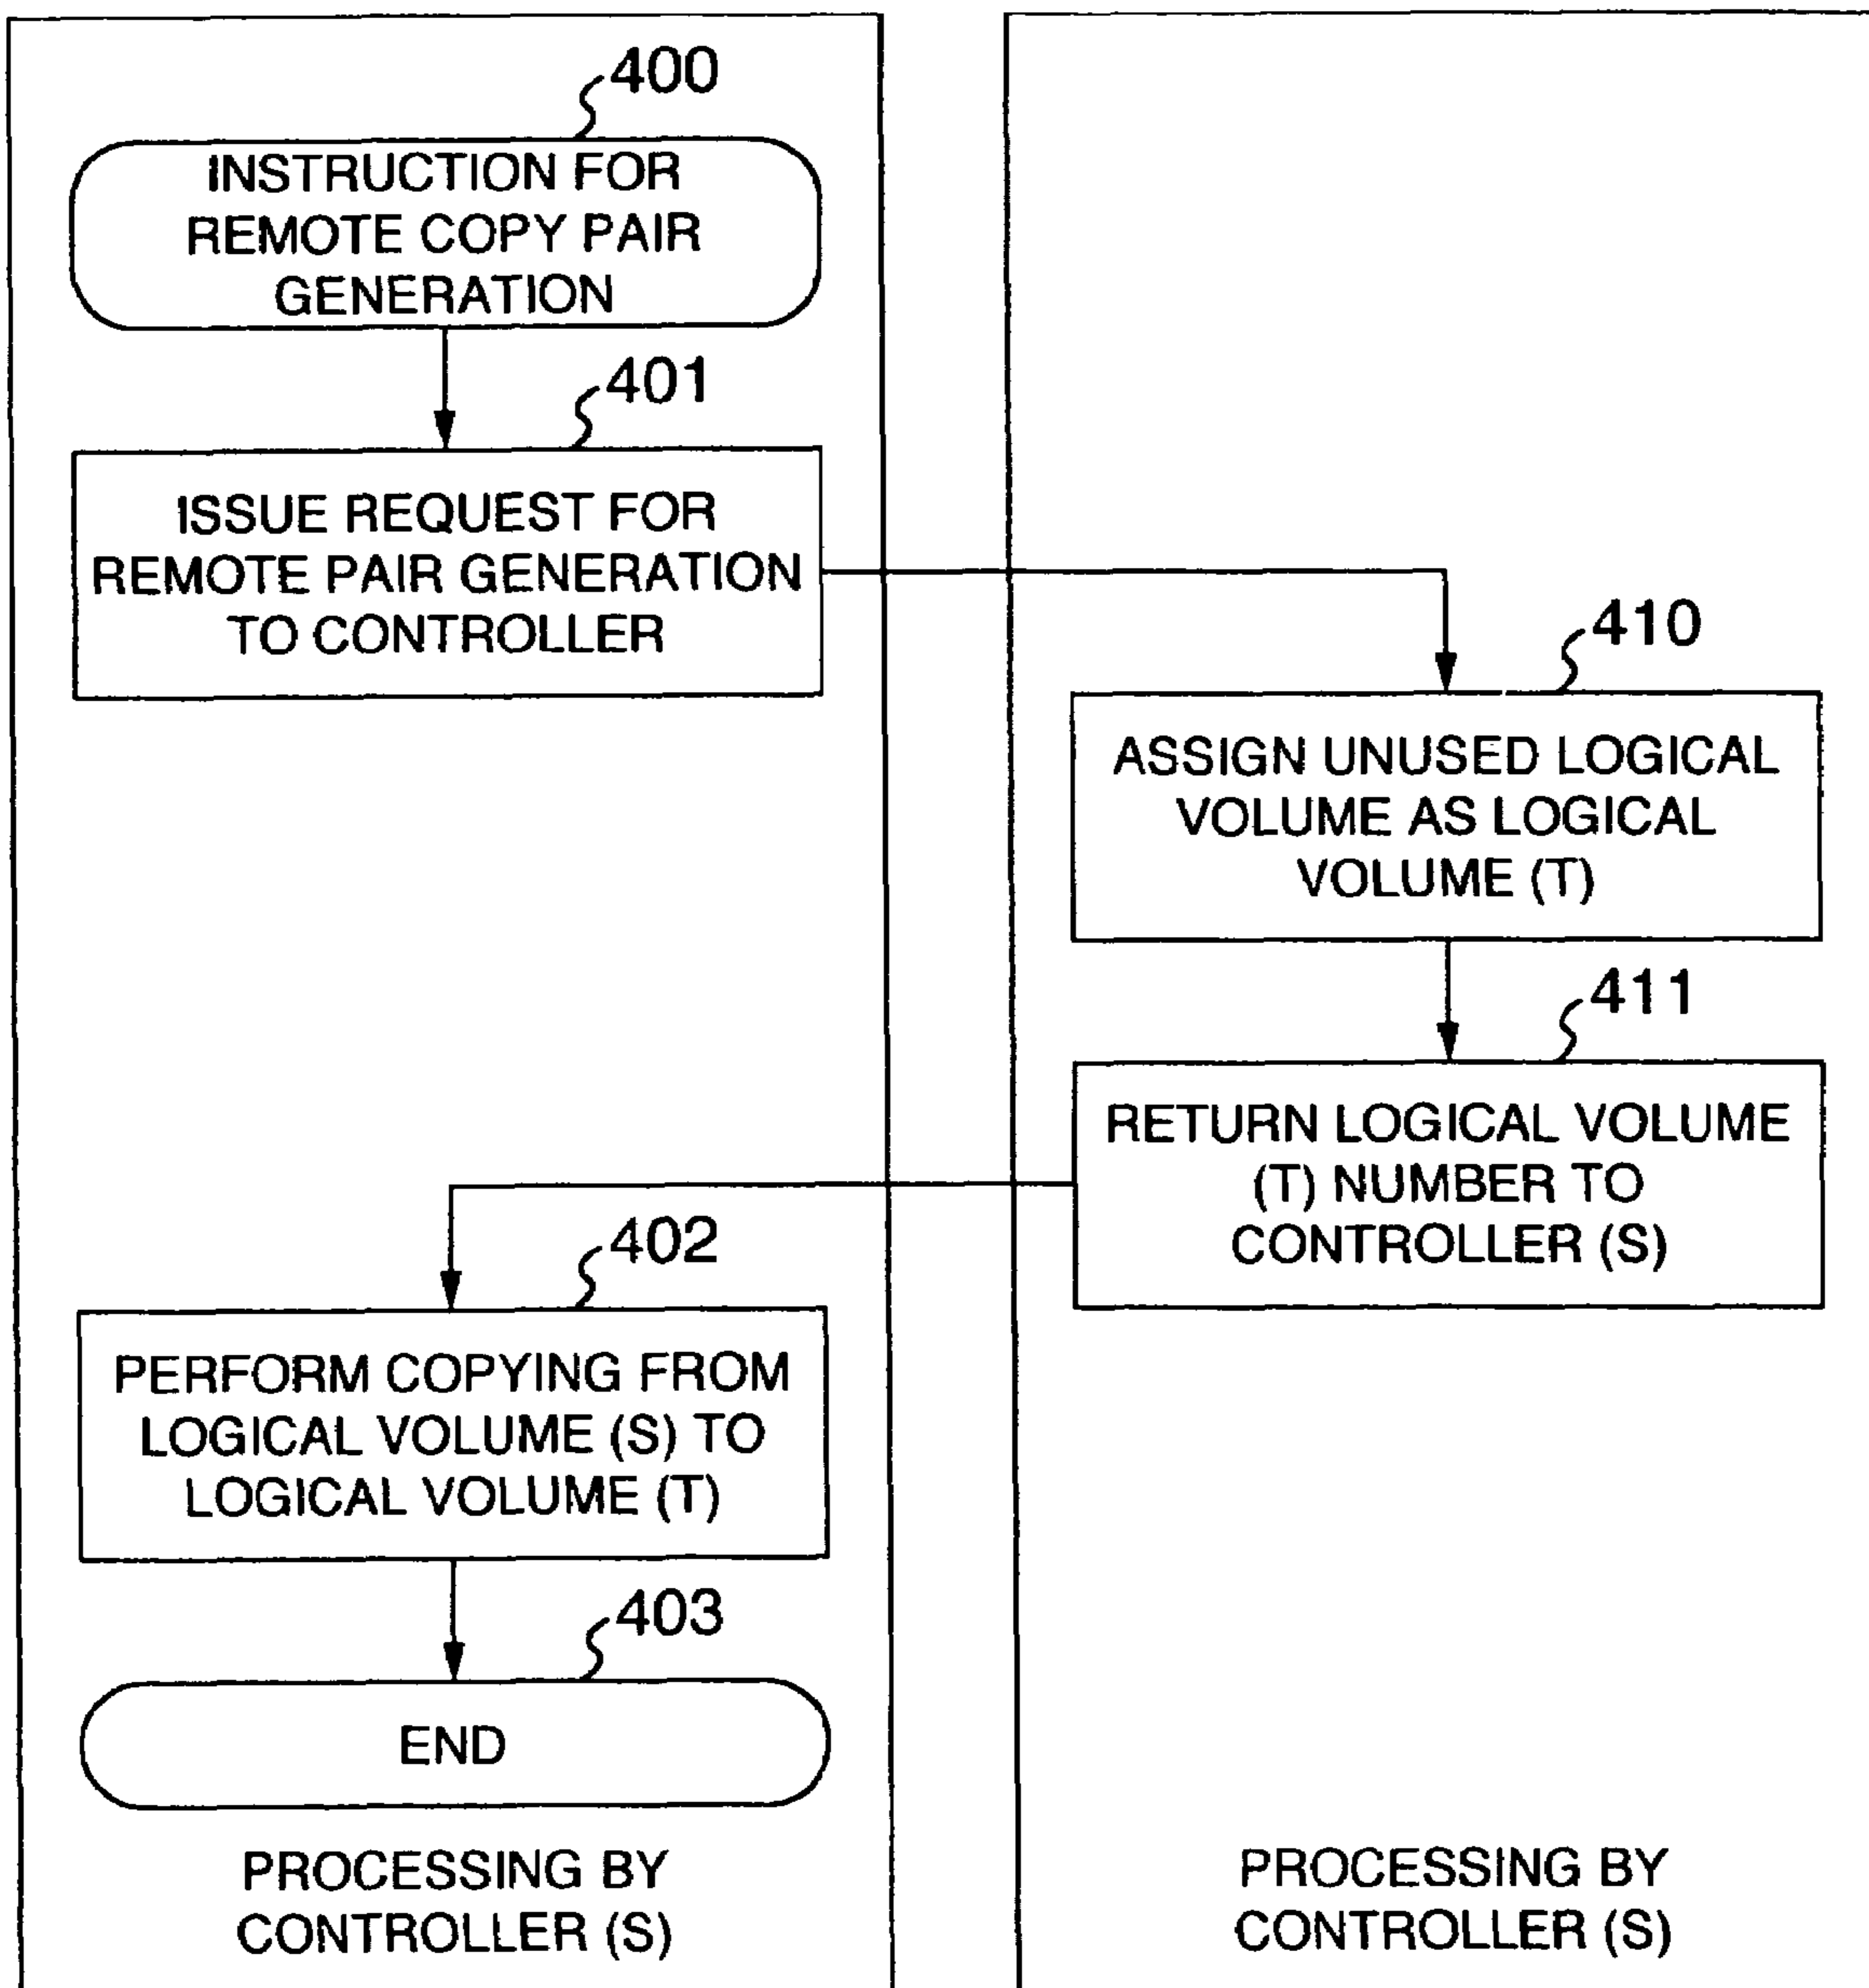 400
INSTRUCTION FOR
REMOTE COPY PAIR
GENERATION
401
ISSUE REQUEST FOR
REMOTE PAIR GENERATION
TO CONTROLLER
410
ASSIGN UNUSED LOGICAL
VOLUME AS LOGICAL
VOLUME (T)
411
RETURN LOGICAL VOLUME
(T) NUMBER TO
CONTROLLER (S)
402
PERFORM COPYING FROM
LOGICAL VOLUME (S) TO
LOGICAL VOLUME (T)
403
END
PROCESSING BY
CONTROLLER (S)
PROCESSING BY
CONTROLLER (S)